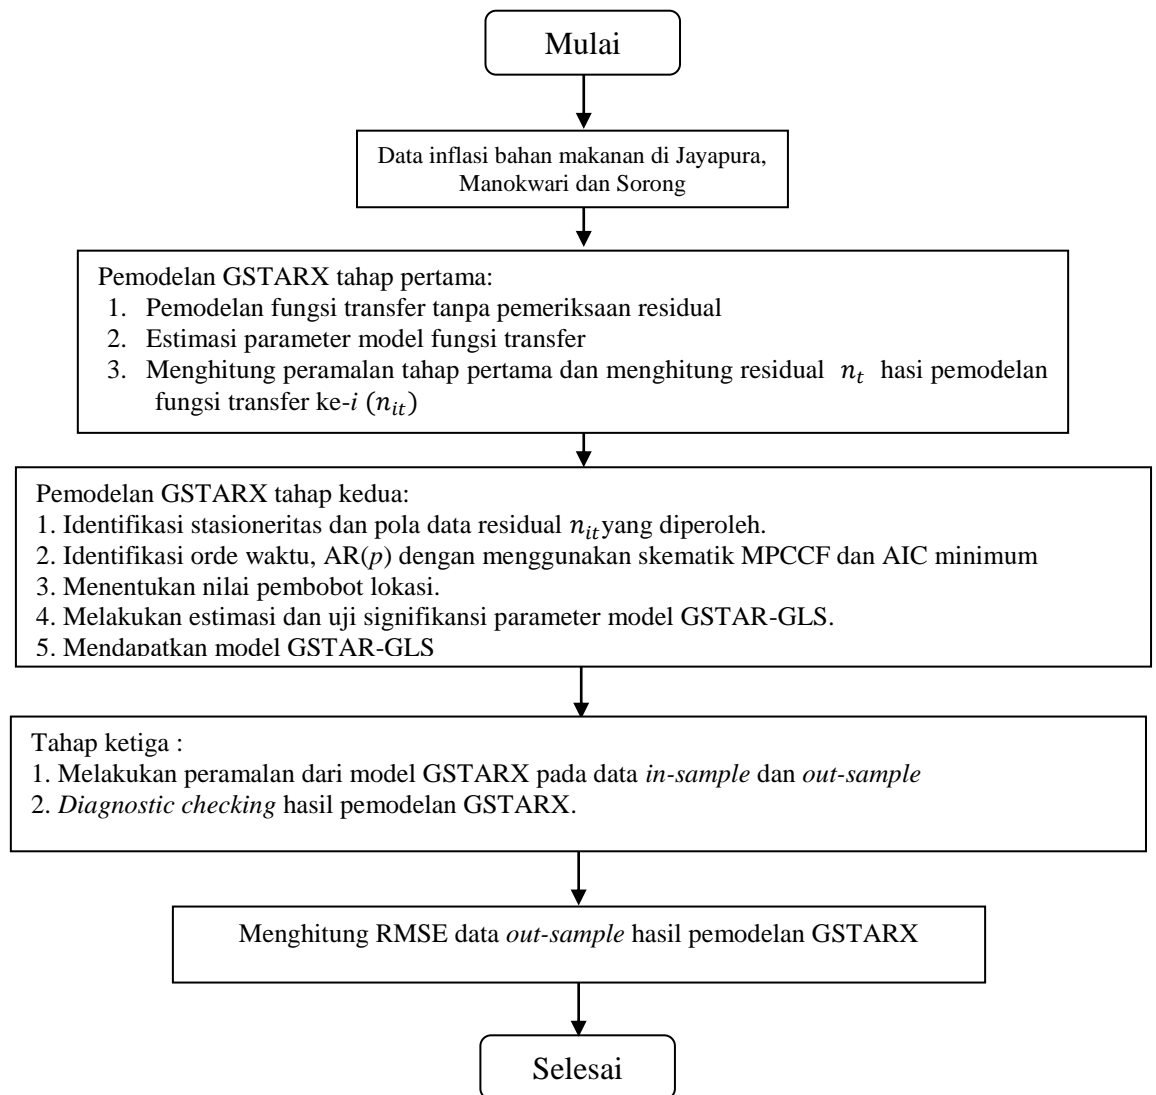 Mulai
Data inflasi bahan makanan di Jayapura,
Manokwari dan Sorong
Pemodelan GSTARX tahap pertama:
1. Pemodelan fungsi transfer tanpa pemeriksaan residual
2. Estimasi parameter model fungsi transfer
3. Menghitung peramalan tahap pertama dan menghitung residual n_t hasi pemodelan
fungsi transfer ke-i (n_{it})
Pemodelan GSTARX tahap kedua:
1. Identifikasi stasioneritas dan pola data residual n_{it} yang diperoleh.
2. Identifikasi orde waktu, AR(p) dengan menggunakan skematik MPCCF dan AIC minimum
3. Menentukan nilai pembobot lokasi.
4. Melakukan estimasi dan uji signifikansi parameter model GSTAR-GLS.
5. Mendapatkan model GSTAR-GLS
Tahap ketiga :
1. Melakukan peramalan dari model GSTARX pada data in-sample dan out-sample
2. Diagnostic checking hasil pemodelan GSTARX.
Menghitung RMSE data out-sample hasil pemodelan GSTARX
Selesai